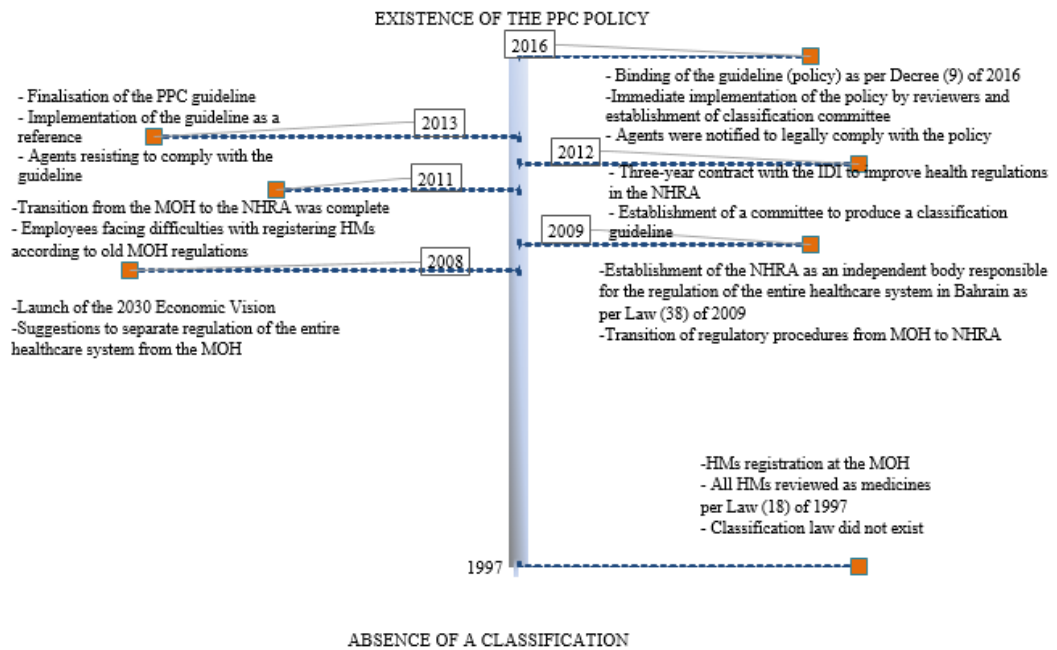 EXISTENCE OF THE PPC POLICY
2016
- Binding of the guideline (policy) as per Decree (9) of 2016
-Immediate implementation of the policy by reviewers and
establishment of classification committee
- Agents were notified to legally comply with the policy
- Finalisation of the PPC guideline
- Implementation of the guideline as a
reference
- Agents resisting to comply with the
guideline
2013
2012
- Three-year contract with the IDI to improve health regulations
in the NHRA
- Establishment of a committee to produce a classification
guideline
2011
-Transition from the MOH to the NHRA was complete
- Employees facing difficulties with registering HMs
according to old MOH regulations
2009
-Establishment of the NHRA as an independent body responsible
for the regulation of the entire healthcare system in Bahrain as
per Law (38) of 2009
-Transition of regulatory procedures from MOH to NHRA
2008
-Launch of the 2030 Economic Vision
-Suggestions to separate regulation of the entire
healthcare system from the MOH
-HMs registration at the MOH
- All HMs reviewed as medicines
per Law (18) of 1997
- Classification law did not exist
1997
ABSENCE OF A CLASSIFICATION